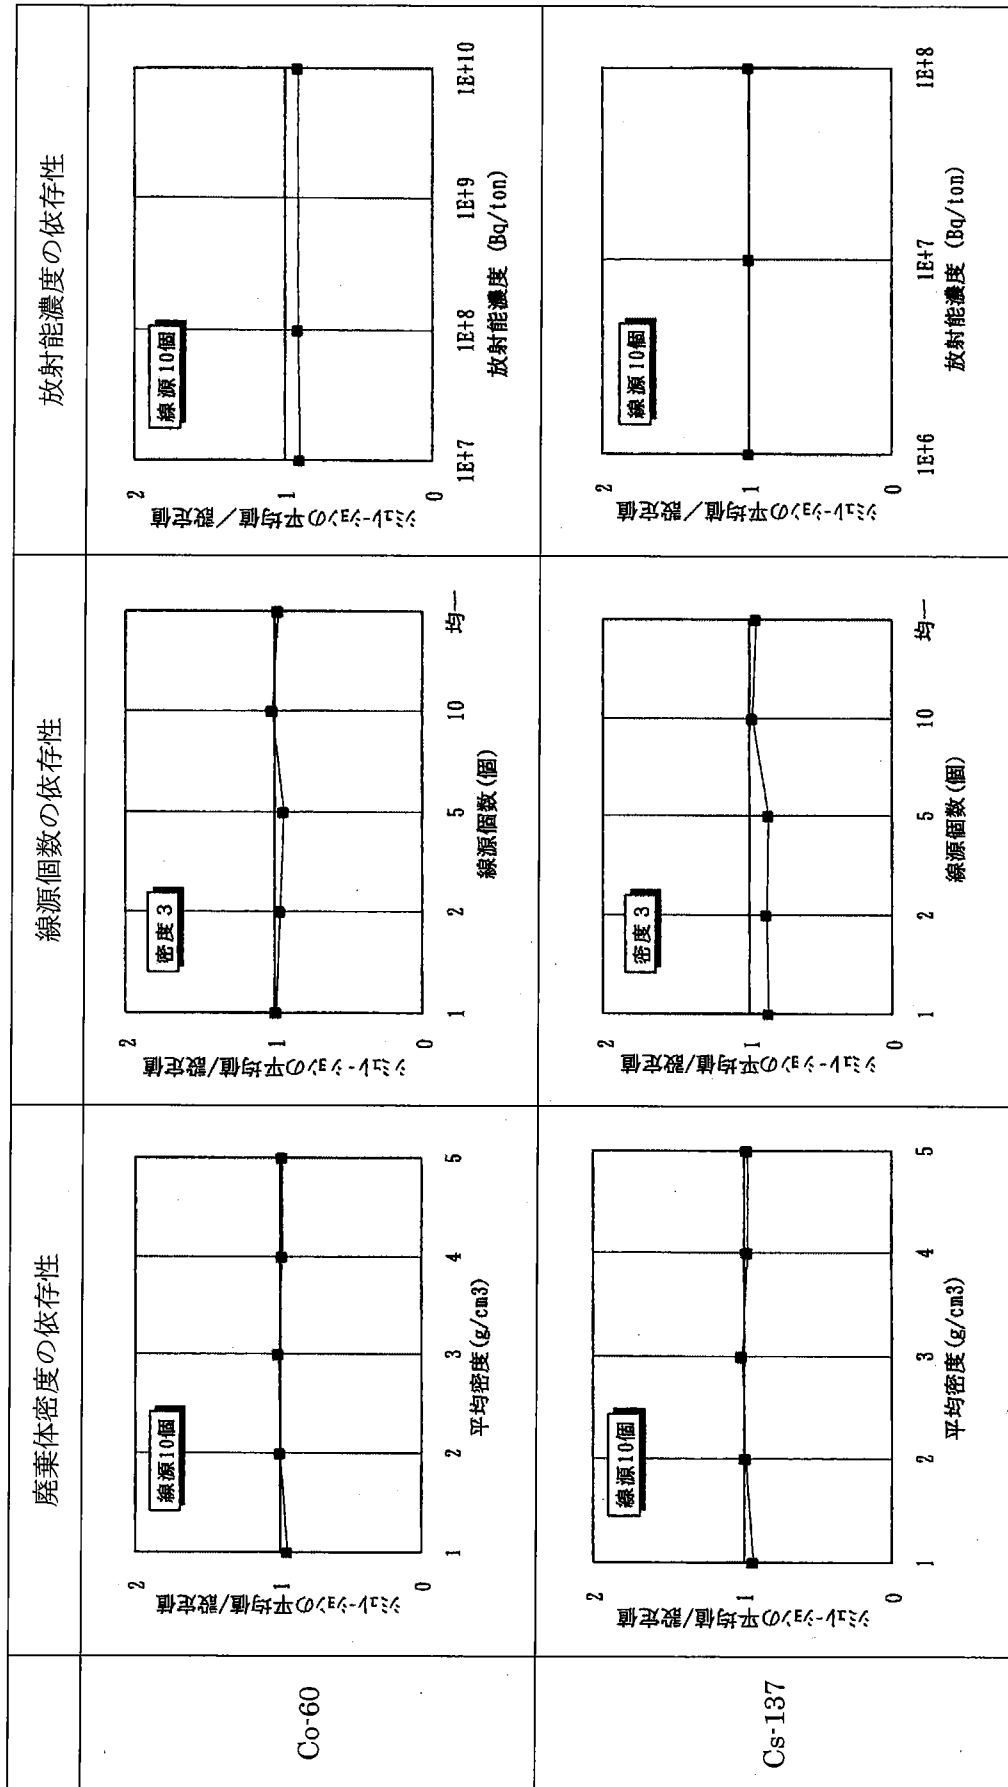 廃棄体密度の依存性
線源個数の依存性
放射能濃度の依存性
Co-60
シミュレーションの平均値/設定値
2
1
0
線源10個
1 2 3 4 5
平均密度(g/cm3)
シミュレーションの平均値/設定値
2
1
0
密度3
1 2 5 10 均一
線源個数(個)
シミュレーションの平均値/設定値
2
1
0
線源10個
1E+7 1E+8 1E+9 1E+10
放射能濃度 (Bq/ton)
Cs-137
シミュレーションの平均値/設定値
2
1
0
線源10個
1 2 3 4 5
平均密度(g/cm3)
シミュレーションの平均値/設定値
2
1
0
密度3
1 2 5 10 均一
線源個数(個)
シミュレーションの平均値/設定値
2
1
0
線源10個
1E+6 1E+7 1E+8
放射能濃度 (Bq/ton)